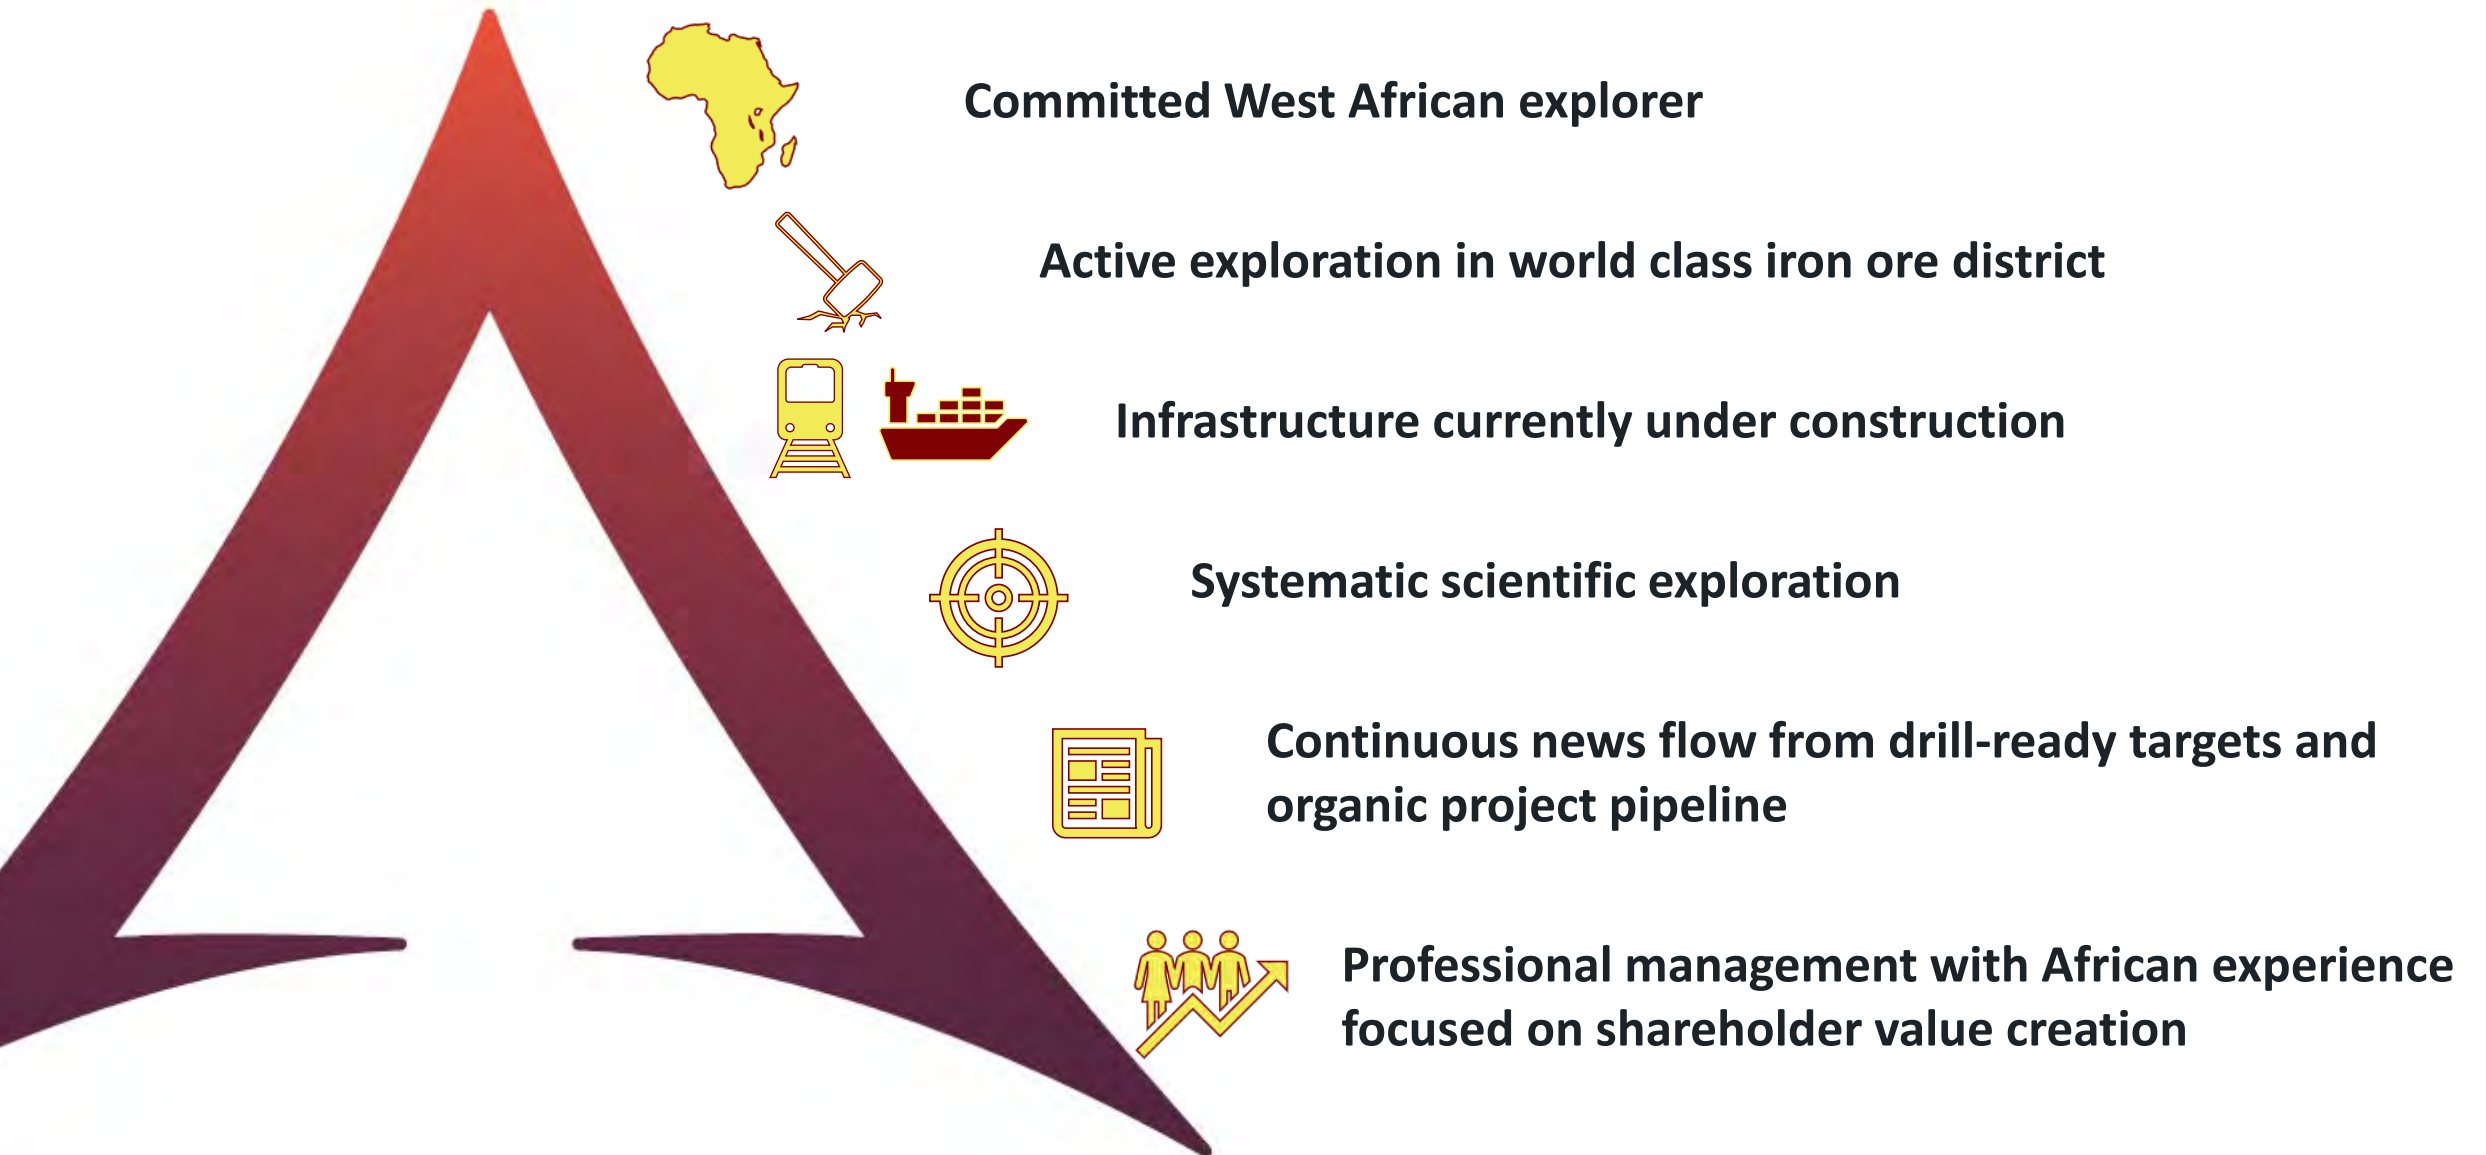 Committed West African explorer
Active exploration in world class iron ore district
Infrastructure currently under construction
Systematic scientific exploration
Continuous news flow from drill-ready targets and
organic project pipeline
Professional management with African experience
focused on shareholder value creation